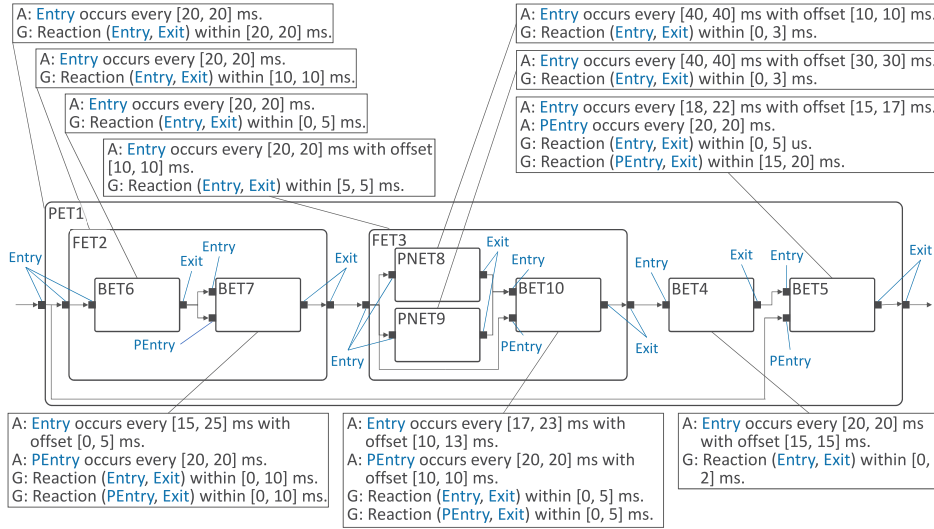 A: Entry occurs every [20, 20] ms.
G: Reaction (Entry, Exit) within [20, 20] ms.
A: Entry occurs every [20, 20] ms.
G: Reaction (Entry, Exit) within [10, 10] ms.
A: Entry occurs every [20, 20] ms.
G: Reaction (Entry, Exit) within [0, 5] ms.
A: Entry occurs every [20, 20] ms with offset
[10, 10] ms.
G: Reaction (Entry, Exit) within [5, 5] ms.
A: Entry occurs every [40, 40] ms with offset [10, 10] ms.
G: Reaction (Entry, Exit) within [0, 3] ms.
A: Entry occurs every [40, 40] ms with offset [30, 30] ms.
G: Reaction (Entry, Exit) within [0, 3] ms.
A: Entry occurs every [18, 22] ms with offset [15, 17] ms.
A: PEntry occurs every [20, 20] ms.
G: Reaction (Entry, Exit) within [0, 5] us.
G: Reaction (PEntry, Exit) within [15, 20] ms.
PET1
FET2
FET3
Entry
BET6
Exit
Entry
BET7
PEntry
Exit
Entry
PNET8
PNET9
Exit
Entry
BET10
PEntry
Exit
Entry
BET4
Exit
Entry
BET5
PEntry
Exit
A: Entry occurs every [15, 25] ms with
offset [0, 5] ms.
A: PEntry occurs every [20, 20] ms.
G: Reaction (Entry, Exit) within [0, 10] ms.
G: Reaction (PEntry, Exit) within [0, 10] ms.
A: Entry occurs every [17, 23] ms with
offset [10, 13] ms.
A: PEntry occurs every [20, 20] ms with
offset [10, 10] ms.
G: Reaction (Entry, Exit) within [0, 5] ms.
G: Reaction (PEntry, Exit) within [0, 5] ms.
A: Entry occurs every [20, 20] ms
with offset [15, 15] ms.
G: Reaction (Entry, Exit) within [0,
2] ms.